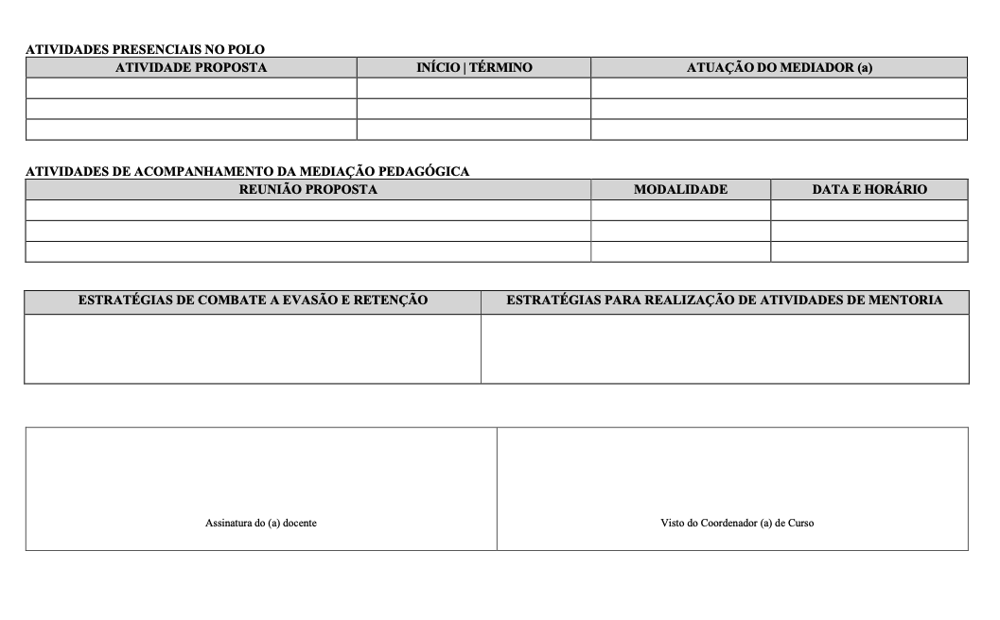 ATIVIDADES PRESENCIAIS NO POLO
ATIVIDADE PROPOSTA INÍCIO | TÉRMINO ATUAÇÃO DO MEDIADOR (a)
ATIVIDADES DE ACOMPANHAMENTO DA MEDIAÇÃO PEDAGÓGICA
REUNIÃO PROPOSTA MODALIDADE DATA E HORÁRIO
ESTRATÉGIAS DE COMBATE A EVASÃO E RETENÇÃO ESTRATÉGIAS PARA REALIZAÇÃO DE ATIVIDADES DE MENTORIA
Assinatura do (a) docente Visto do Coordenador (a) de Curso